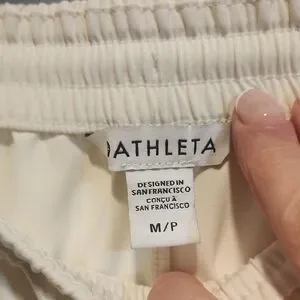 ATHLETA
DESIGNED IN
SAN FRANCISCO
CONÇU À
SAN FRANCISCO
M/P